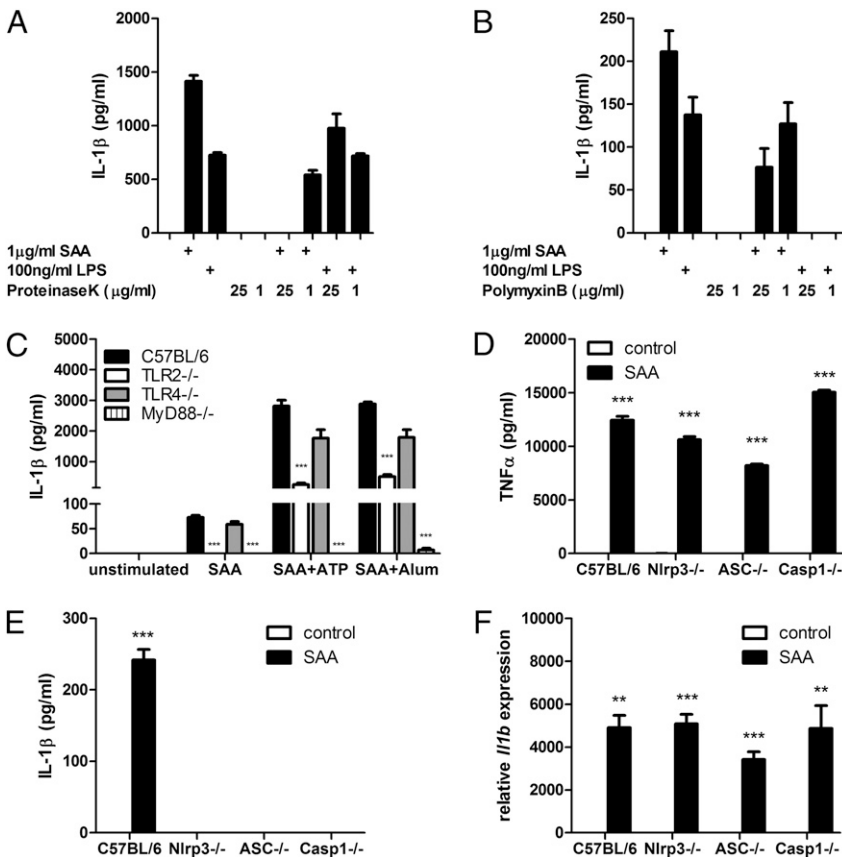 A
IL-1β (pg/ml)
2000
1500
1000
500
0
1μg/ml SAA + + +
100ng/ml LPS + + +
ProteinaseK ( μg/ml) 25 1 25 1 25 1
B
IL-1β (pg/ml)
250
200
150
100
50
0
1μg/ml SAA + + +
100ng/ml LPS + + +
PolymyxinB ( μg/ml) 25 1 25 1 25 1
C
IL-1β (pg/ml)
5000
4000
3000
2000
1000
100
50
0
C57BL/6
TLR2-/-
TLR4-/-
MyD88-/-
*** *** *** *** *** ***
unstimulated SAA SAA+ATP SAA+Alum
D
TNFα (pg/ml)
20000
15000
10000
5000
0
control
SAA
*** *** *** ***
C57BL/6 Nlrp3-/- ASC-/- Casp1-/-
E
IL-1β (pg/ml)
300
200
100
0
control
SAA
***
C57BL/6 Nlrp3-/- ASC-/- Casp1-/-
F
relative Il1b expression
10000
8000
6000
4000
2000
0
control
SAA
** *** *** **
C57BL/6 Nlrp3-/- ASC-/- Casp1-/-